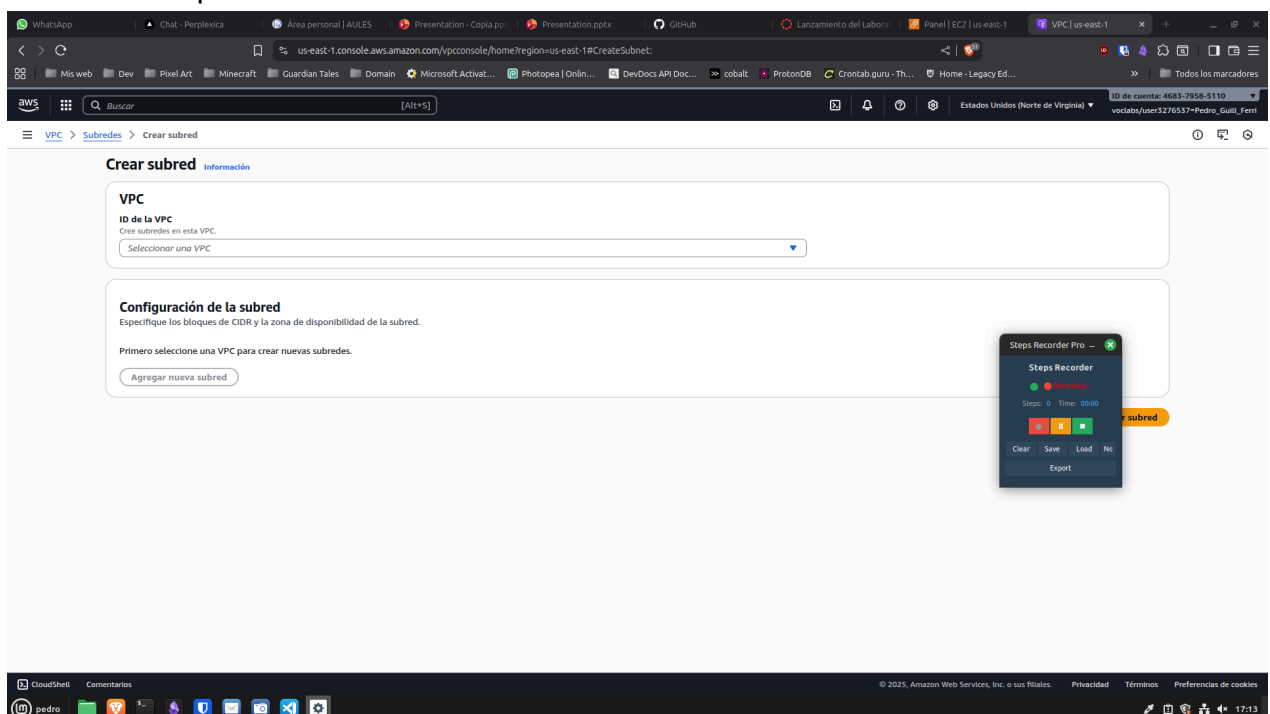 WhatsApp
Chat - Perplexica
Área personal | AULES
Presentation - Copia.pp
Presentation.pptx
GitHub
Lanzamiento del Labora
Panel | EC2 | us-east-1
VPC | us-east-1
us-east-1.console.aws.amazon.com/vpcconsole/home?region=us-east-1#CreateSubnet:
Mis web
Dev
Pixel Art
Minecraft
Guardian Tales
Domain
Microsoft Activat...
Photopea | Onlin...
DevDocs API Doc...
cobalt
ProtonDB
Crontab.guru - Th...
Home - Legacy Ed...
Todos los marcadores
aws
Buscar
[Alt+S]
Estados Unidos (Norte de Virginia)
ID de cuenta: 4683-7958-5110
voclabs/user3276537=Pedro_Guill_Ferri
VPC > Subredes > Crear subred
Crear subred Información
VPC
ID de la VPC
Cree subredes en esta VPC.
Seleccionar una VPC
Configuración de la subred
Especifique los bloques de CIDR y la zona de disponibilidad de la subred.
Primero seleccione una VPC para crear nuevas subredes.
Agregar nueva subred
r subred
Steps Recorder Pro
Steps Recorder
Recording...
Steps: 0 Time: 00:00
Clear Save Load No
Export
CloudShell Comentarios
© 2025, Amazon Web Services, Inc. o sus filiales. Privacidad Términos Preferencias de cookies
pedro
17:13